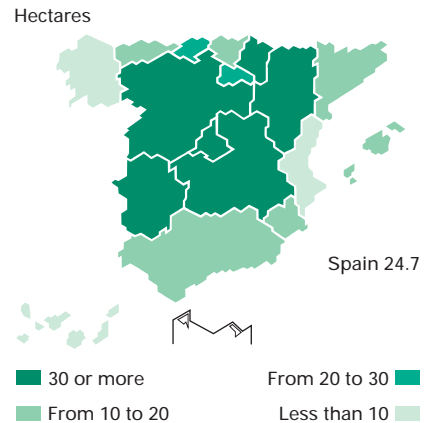 Hectares
Spain 24.7
30 or more
From 20 to 30
From 10 to 20
Less than 10